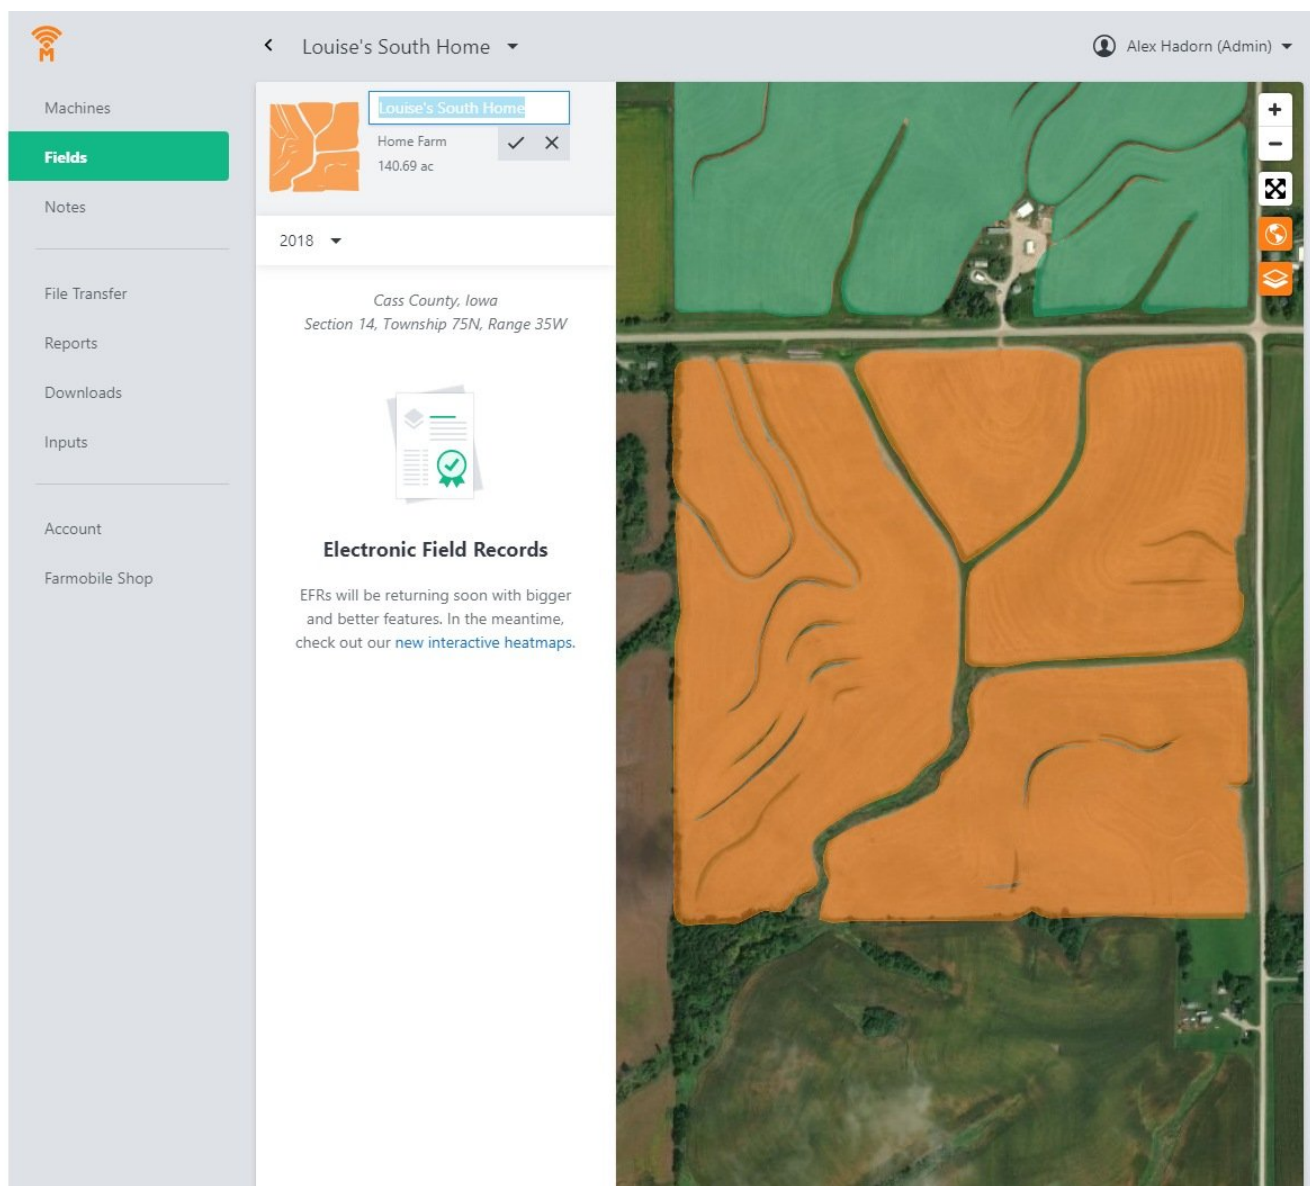 Louise's South Home
Alex Hadorn (Admin)
Machines
Fields
Notes
File Transfer
Reports
Downloads
Inputs
Account
Farmobile Shop
Louise's South Home
Home Farm
140.69 ac
2018
Cass County, Iowa
Section 14, Township 75N, Range 35W
Electronic Field Records
EFRs will be returning soon with bigger
and better features. In the meantime,
check out our new interactive heatmaps.